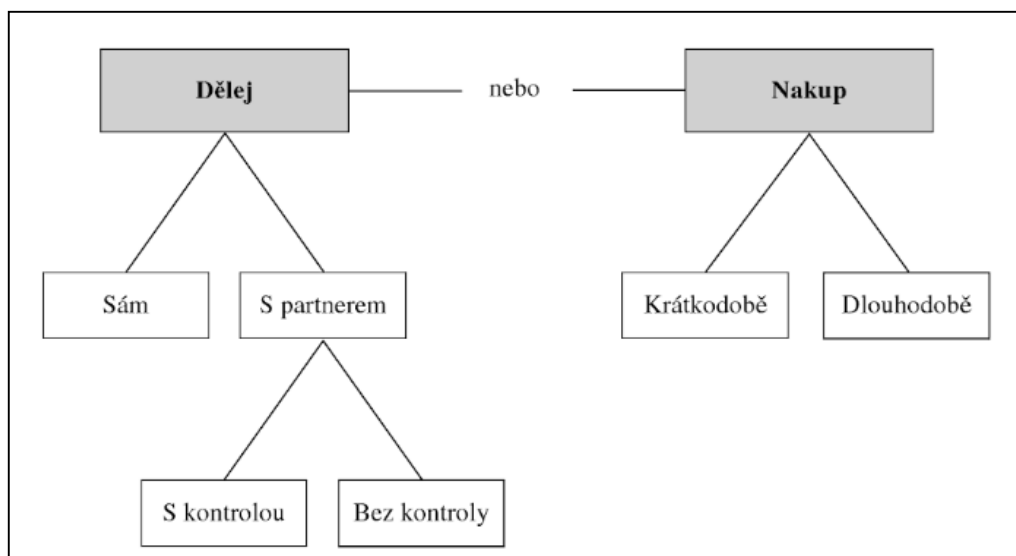 Dělej
nebo
Nakup
Sám
S partnerem
Krátkodobě
Dlouhodobě
S kontrolou
Bez kontroly